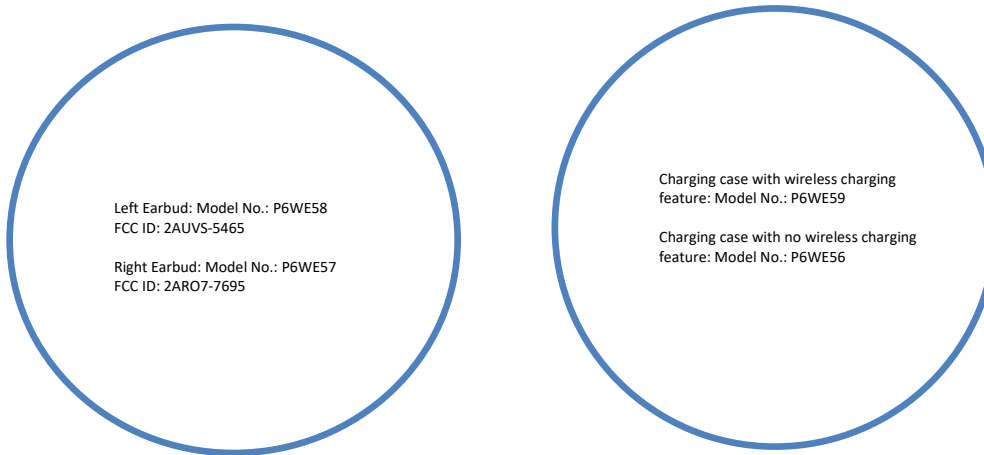 Left Earbud: Model No.: P6WE58
FCC ID: 2AUVS-5465
Right Earbud: Model No.: P6WE57
FCC ID: 2ARO7-7695
Charging case with wireless charging
feature: Model No.: P6WE59
Charging case with no wireless charging
feature: Model No.: P6WE56